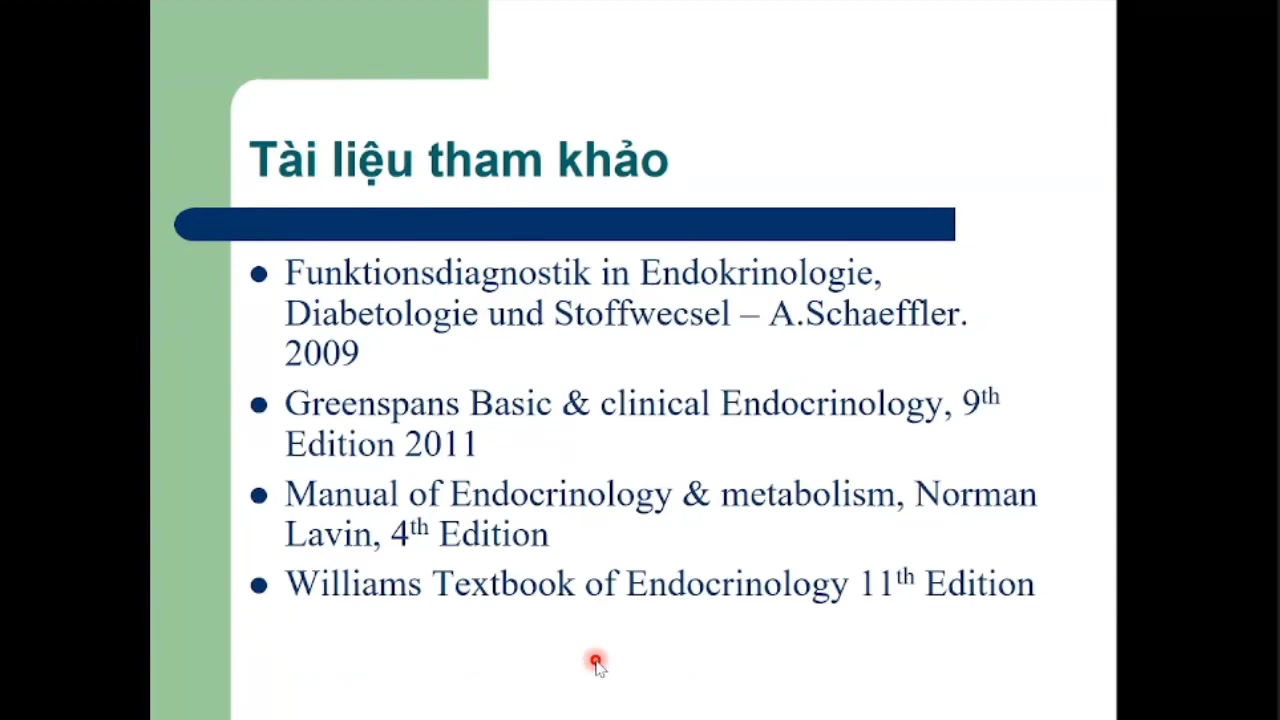 Tài liệu tham khảo
Funktionsdiagnostik in Endokrinologie,
Diabetologie und Stoffwecsel – A.Schaeffler.
2009
Greenspans Basic & clinical Endocrinology, 9th
Edition 2011
Manual of Endocrinology & metabolism, Norman
Lavin, 4th Edition
Williams Textbook of Endocrinology 11th Edition